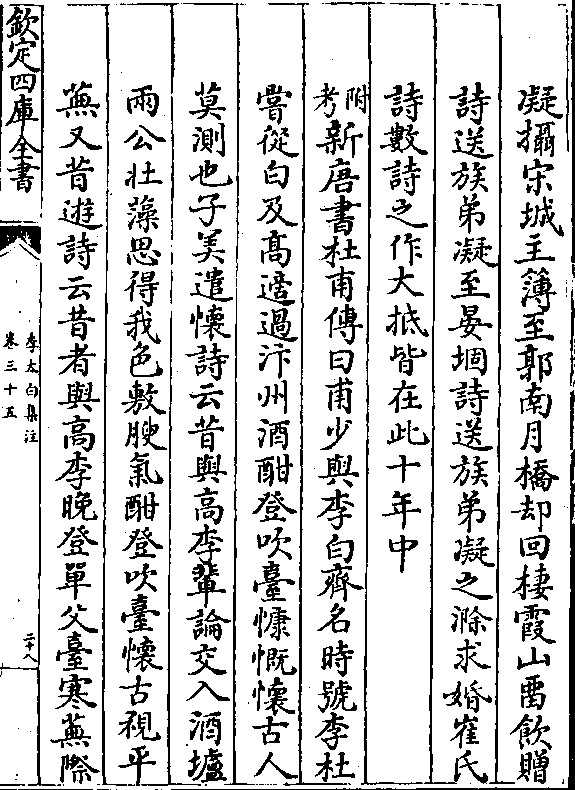 凝攝宋城主簿至郭南月橋却回棲霞山畱飲贈
詩送族弟凝至晏堌詩送族弟凝之滁求婚崔氏
詩數詩之作大抵皆在此十年中
附考新唐書杜甫傳曰甫少與李白齊名時號李杜
嘗從白及髙適過汴州酒酣登吹臺慷慨懷古人
莫測也子美遣懷詩云昔與高李輩論交入酒壚
兩公壯藻思得我色敷腴氣酣登吹臺懷古視平
蕪又昔遊詩云昔者與高李晚登單父臺寒蕪際
欽定四庫全書
李太白集注
卷三十五
二十八